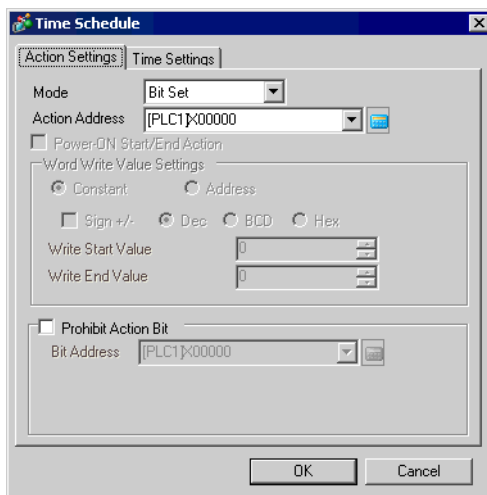 Time Schedule
Action Settings Time Settings
Mode Bit Set
Action Address [PLC1]X00000
Power-ON Start/End Action
Word Write Value Settings
Constant Address
Sign +/- Dec BCD Hex
Write Start Value 0
Write End Value 0
Prohibit Action Bit
Bit Address [PLC1]X00000
OK Cancel